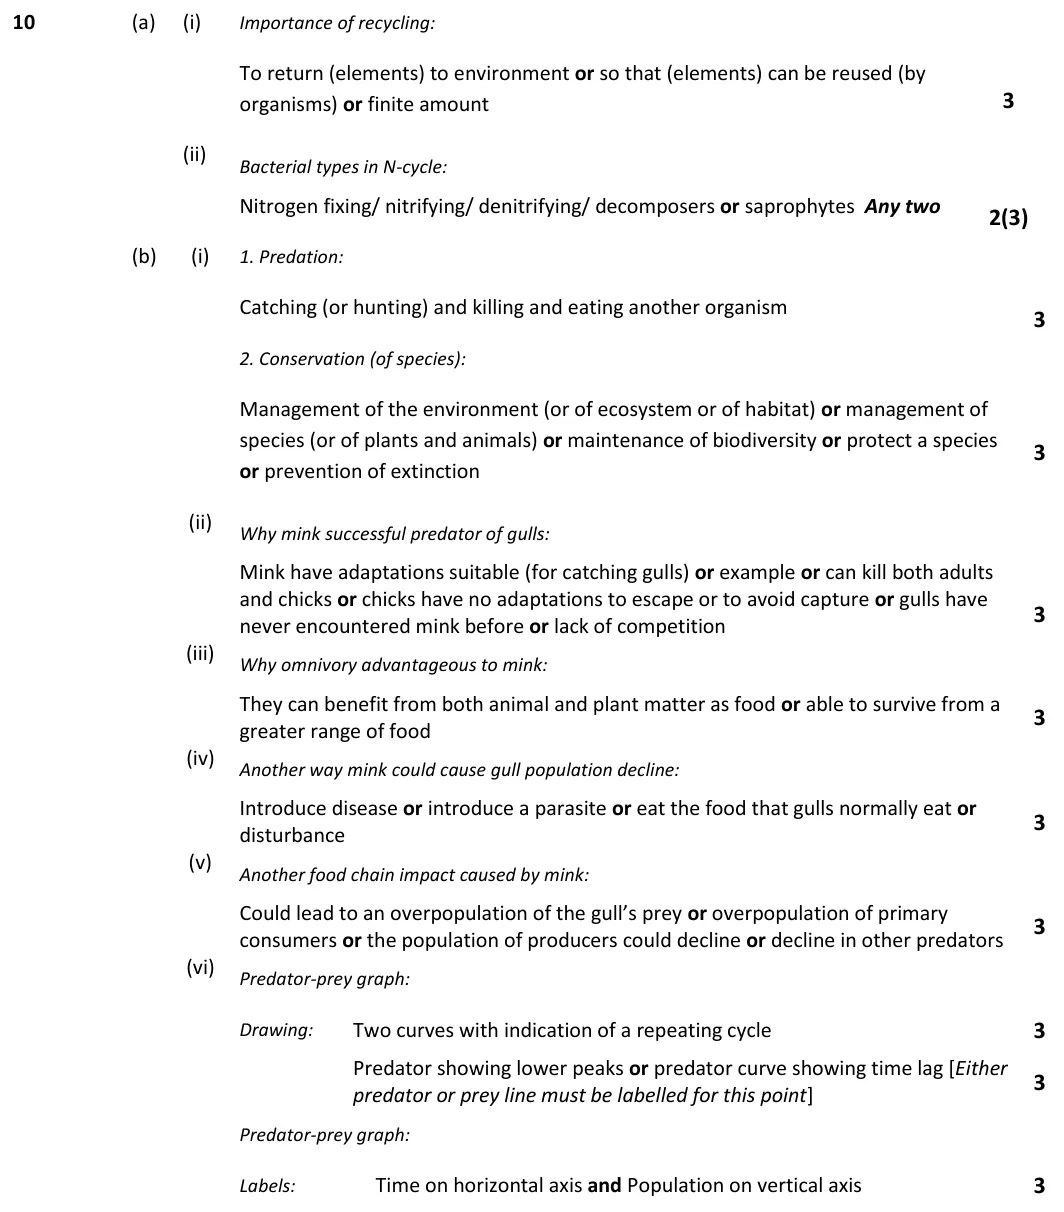 10 (a) (i) Importance of recycling:
To return (elements) to environment or so that (elements) can be reused (by
organisms) or finite amount 3
(ii) Bacterial types in N-cycle:
Nitrogen fixing/ nitrifying/ denitrifying/ decomposers or saprophytes Any two 2(3)
(b) (i) 1. Predation:
Catching (or hunting) and killing and eating another organism 3
2. Conservation (of species):
Management of the environment (or of ecosystem or of habitat) or management of
species (or of plants and animals) or maintenance of biodiversity or protect a species 3
or prevention of extinction
(ii) Why mink successful predator of gulls:
Mink have adaptations suitable (for catching gulls) or example or can kill both adults
and chicks or chicks have no adaptations to escape or to avoid capture or gulls have 3
never encountered mink before or lack of competition
(iii) Why omnivory advantageous to mink:
They can benefit from both animal and plant matter as food or able to survive from a 3
greater range of food
(iv) Another way mink could cause gull population decline:
Introduce disease or introduce a parasite or eat the food that gulls normally eat or 3
disturbance
(v) Another food chain impact caused by mink:
Could lead to an overpopulation of the gull’s prey or overpopulation of primary 3
consumers or the population of producers could decline or decline in other predators
(vi) Predator-prey graph:
Drawing: Two curves with indication of a repeating cycle 3
Predator showing lower peaks or predator curve showing time lag [Either 3
predator or prey line must be labelled for this point]
Predator-prey graph:
Labels: Time on horizontal axis and Population on vertical axis 3